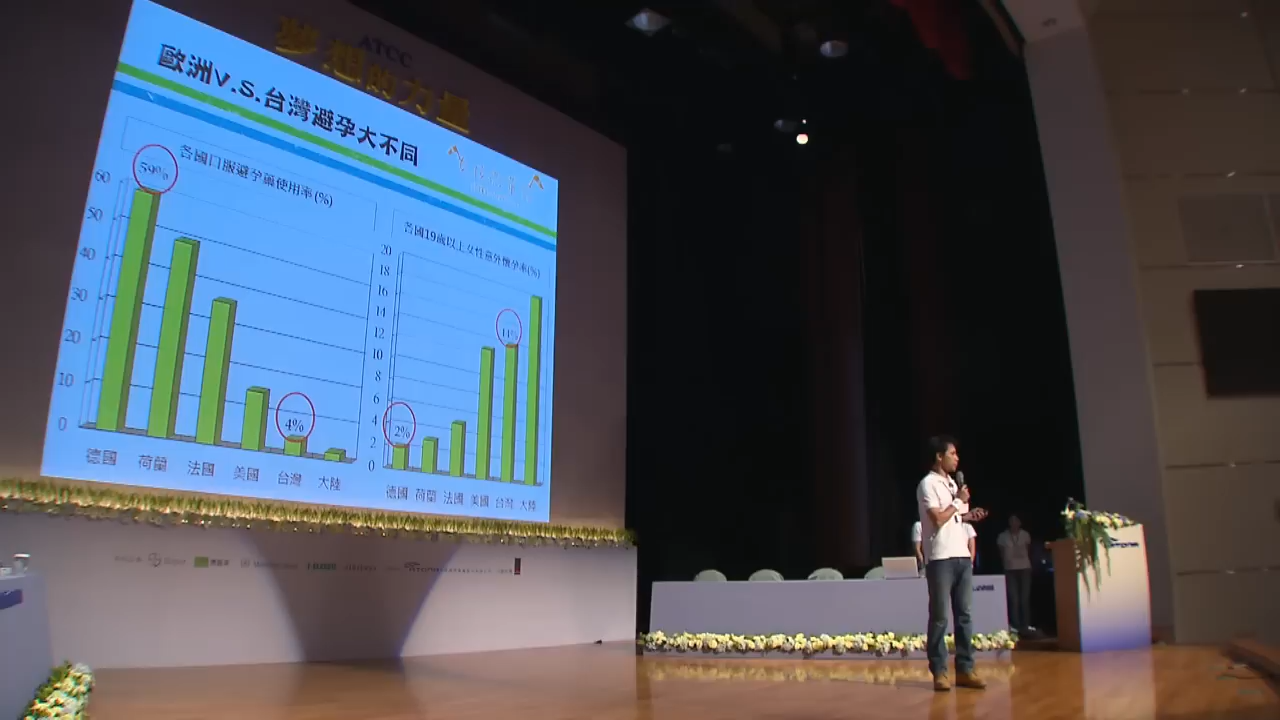 ATCC
夢想的力量
歐洲V.S.台灣避孕大不同
各國口服避孕藥使用率(%)
60
50
40
30
20
10
0
59%
4%
德國 荷蘭 法國 美國 台灣 大陸
各國19歲以上女性意外懷孕率(%)
20
18
16
14
12
10
8
6
4
2
0
2%
11%
德國 荷蘭 法國 美國 台灣 大陸
Bayer